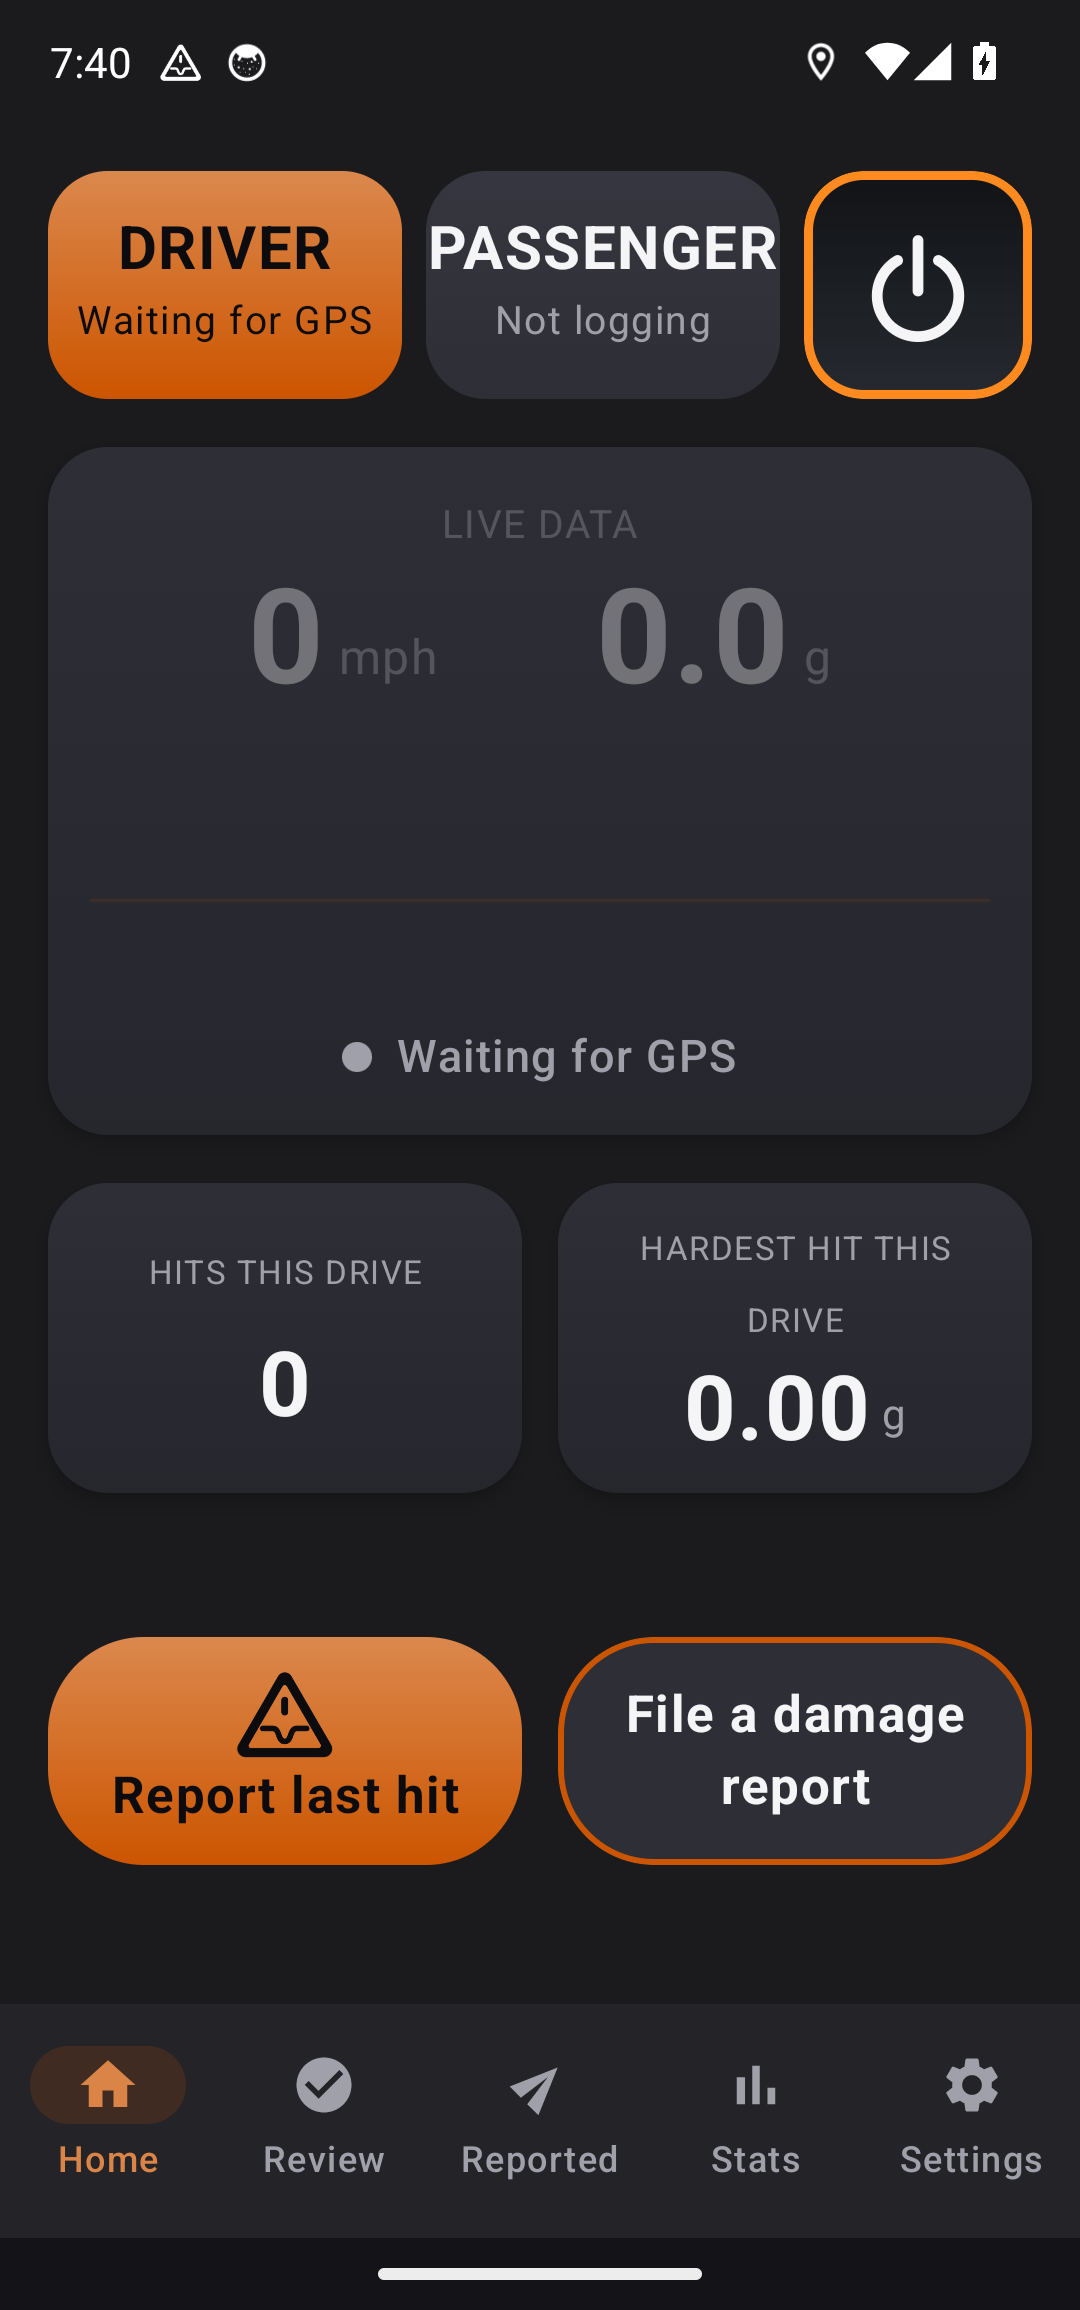 7:40
DRIVER
Waiting for GPS
PASSENGER
Not logging
LIVE DATA
0 mph
0.0 g
Waiting for GPS
HITS THIS DRIVE
0
HARDEST HIT THIS
DRIVE
0.00 g
Report last hit
File a damage
report
Home
Review
Reported
Stats
Settings